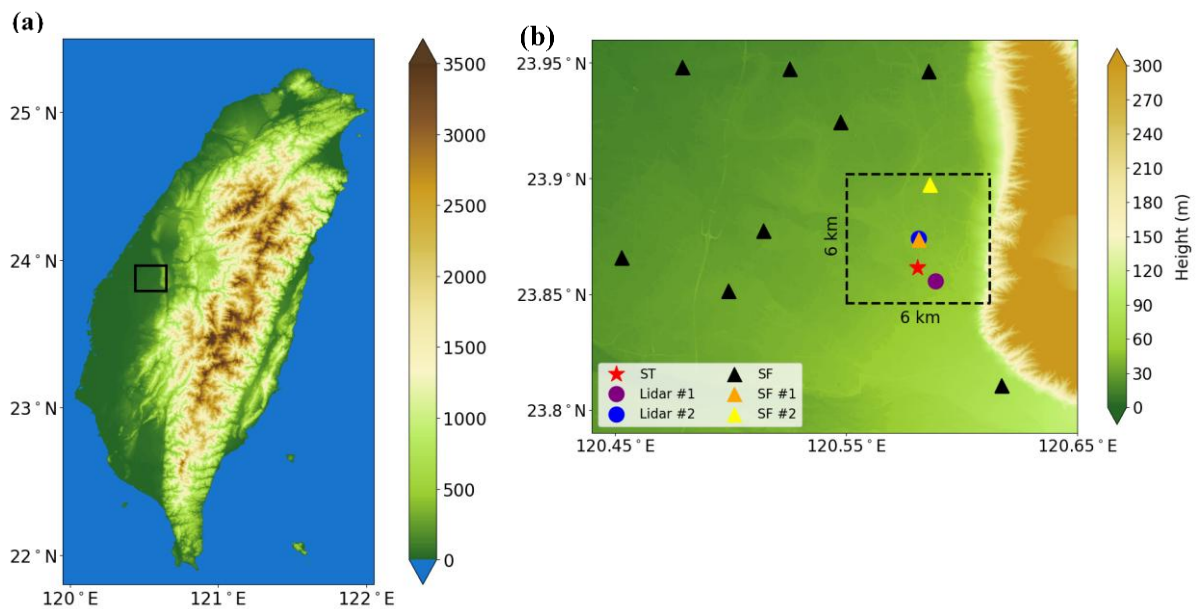 (a)
25°N
24°N
23°N
22°N
120°E
121°E
122°E
3500
3000
2500
2000
1500
1000
500
0
(b)
23.95°N
23.9°N
23.85°N
23.8°N
6 km
6 km
ST
Lidar #1
Lidar #2
SF
SF #1
SF #2
120.45°E
120.55°E
120.65°E
300
270
240
210
180
150
120
90
60
30
0
Height (m)